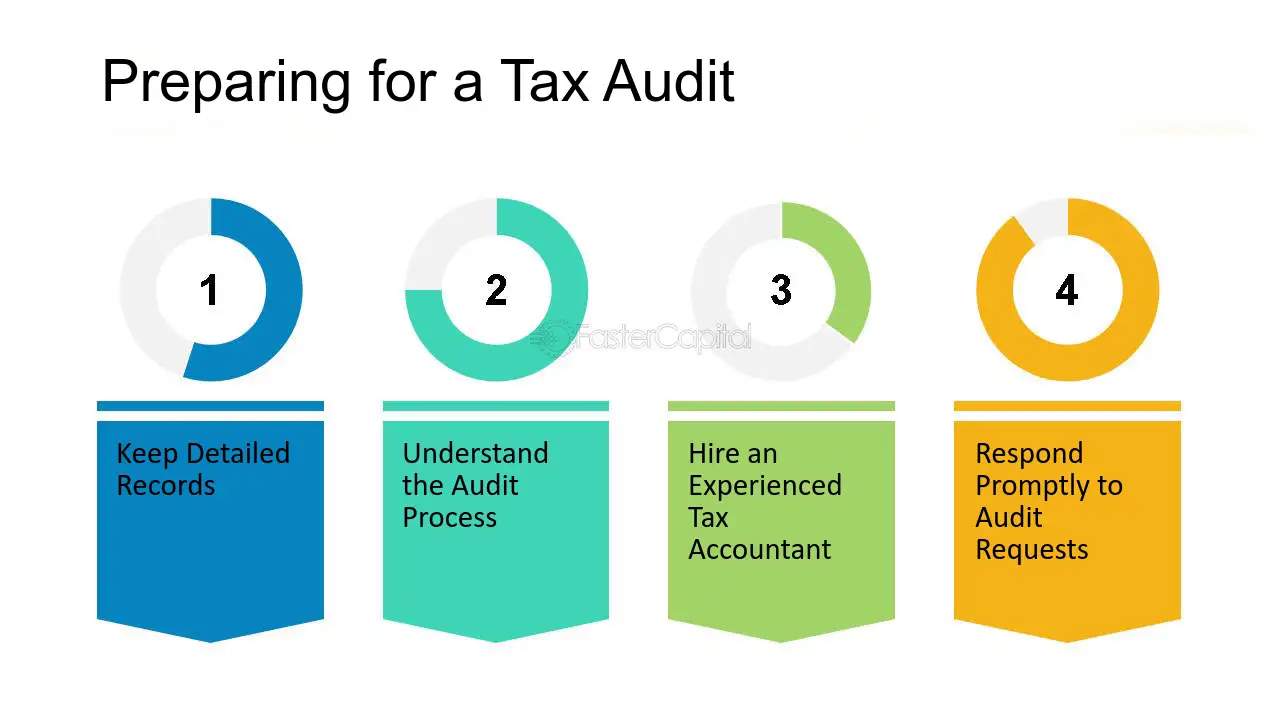 Preparing for a Tax Audit
1
2
3
4
FasterCapital
Keep Detailed
Records
Understand
the Audit
Process
Hire an
Experienced
Tax
Accountant
Respond
Promptly to
Audit
Requests